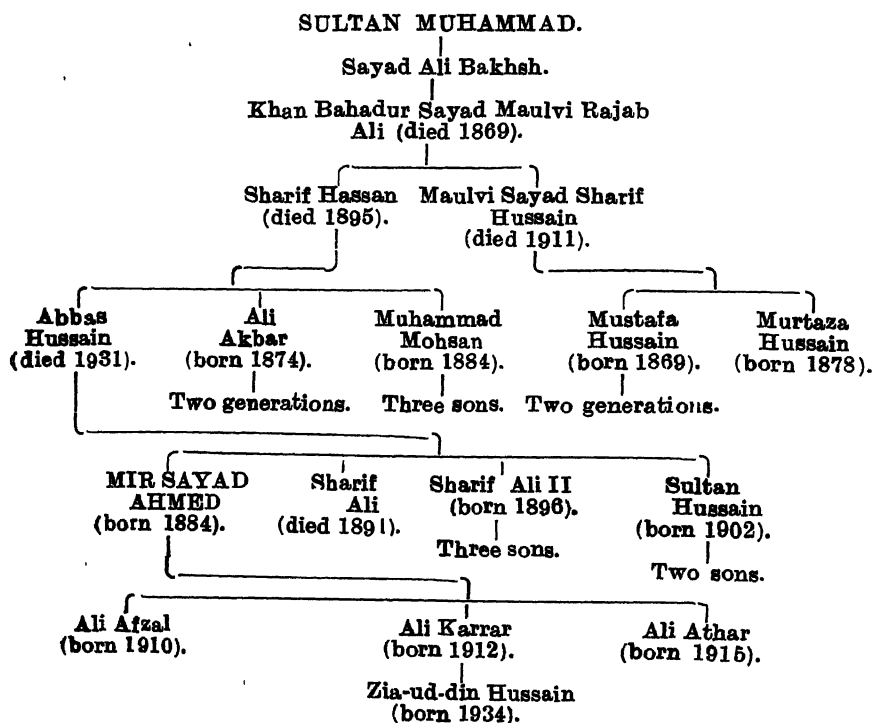 SULTAN MUHAMMAD.
Sayad Ali Bakhsh.
Khan Bahadur Sayad Maulvi Rajab
Ali (died 1869).
Sharif Hassan
(died 1895).
Maulvi Sayad Sharif
Hussain
(died 1911).
Abbas
Hussain
(died 1931).
Ali
Akbar
(born 1874).
Two generations.
Muhammad
Mohsan
(born 1884).
Three sons.
Mustafa
Hussain
(born 1869).
Two generations.
Murtaza
Hussain
(born 1878).
MIR SAYAD
AHMED
(born 1884).
Sharif
Ali
(died 1891).
Sharif Ali II
(born 1896).
Three sons.
Sultan
Hussain
(born 1902).
Two sons.
Ali Afzal
(born 1910).
Ali Karrar
(born 1912).
Ali Athar
(born 1915).
Zia-ud-din Hussain
(born 1934).